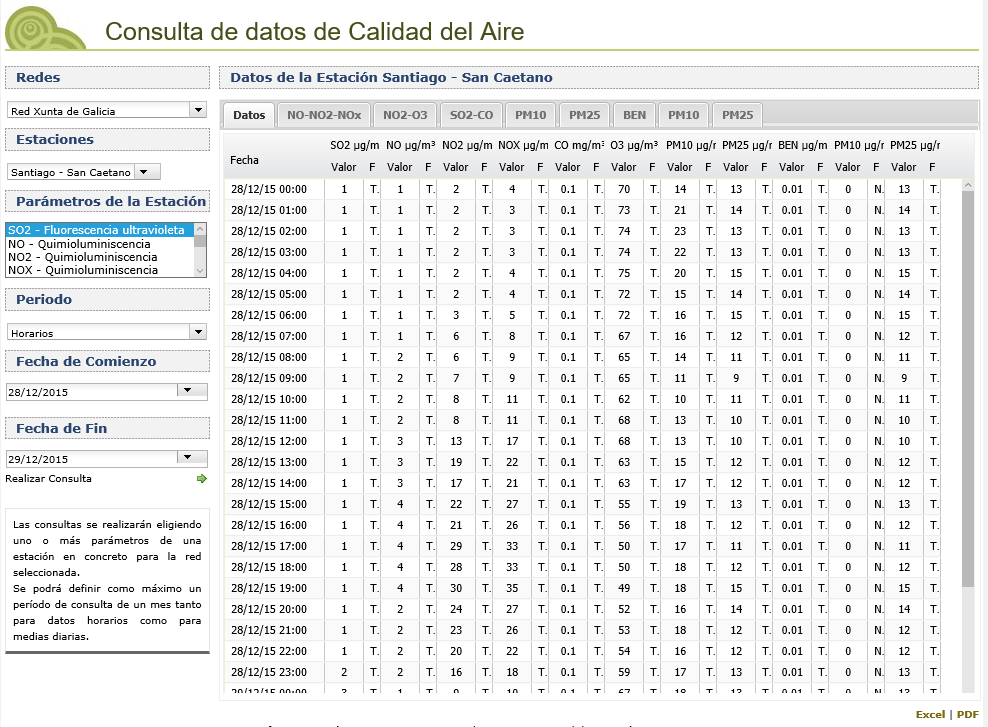 Consulta de datos de Calidad del Aire
Redes
Red Xunta de Galicia
Estaciones
Santiago - San Caetano
Parámetros de la Estación
SO2 - Fluorescencia ultravioleta
NO - Quimioluminiscencia
NO2 - Quimioluminiscencia
NOX - Quimioluminiscencia
Periodo
Horarios
Fecha de Comienzo
28/12/2015
Fecha de Fin
29/12/2015
Realizar Consulta
Las consultas se realizarán eligiendo
uno o más parámetros de una
estación en concreto para la red
seleccionada.
Se podrá definir como máximo un
período de consulta de un mes tanto
para datos horarios como para
medias diarias.
Datos de la Estación Santiago - San Caetano
Datos NO-NO2-NOx NO2-O3 SO2-CO PM10 PM25 BEN PM10 PM25
SO2 µg/m NO µg/m³ NO2 µg/m NOX µg/m CO mg/m³ O3 µg/m³ PM10 µg/r PM25 µg/r BEN µg/m PM10 µg/r PM25 µg/r
Fecha Valor F Valor F Valor F Valor F Valor F Valor F Valor F Valor F Valor F Valor F Valor F
28/12/15 00:00 1 T. 1 T. 2 T. 4 T. 0.1 T. 70 T. 14 T. 13 T. 0.01 T. 0 N. 13 T.
28/12/15 01:00 1 T. 1 T. 2 T. 3 T. 0.1 T. 73 T. 21 T. 14 T. 0.01 T. 0 N. 14 T.
28/12/15 02:00 1 T. 1 T. 2 T. 3 T. 0.1 T. 74 T. 23 T. 13 T. 0.01 T. 0 N. 13 T.
28/12/15 03:00 1 T. 1 T. 2 T. 3 T. 0.1 T. 74 T. 22 T. 13 T. 0.01 T. 0 N. 13 T.
28/12/15 04:00 1 T. 1 T. 2 T. 4 T. 0.1 T. 75 T. 20 T. 15 T. 0.01 T. 0 N. 15 T.
28/12/15 05:00 1 T. 1 T. 2 T. 4 T. 0.1 T. 72 T. 15 T. 14 T. 0.01 T. 0 N. 14 T.
28/12/15 06:00 1 T. 1 T. 3 T. 5 T. 0.1 T. 72 T. 16 T. 15 T. 0.01 T. 0 N. 15 T.
28/12/15 07:00 1 T. 1 T. 6 T. 8 T. 0.1 T. 67 T. 16 T. 12 T. 0.01 T. 0 N. 12 T.
28/12/15 08:00 1 T. 2 T. 6 T. 9 T. 0.1 T. 65 T. 14 T. 11 T. 0.01 T. 0 N. 11 T.
28/12/15 09:00 1 T. 2 T. 7 T. 9 T. 0.1 T. 65 T. 11 T. 9 T. 0.01 T. 0 N. 9 T.
28/12/15 10:00 1 T. 2 T. 8 T. 11 T. 0.1 T. 62 T. 10 T. 11 T. 0.01 T. 0 N. 11 T.
28/12/15 11:00 1 T. 2 T. 8 T. 11 T. 0.1 T. 68 T. 13 T. 10 T. 0.01 T. 0 N. 10 T.
28/12/15 12:00 1 T. 3 T. 13 T. 17 T. 0.1 T. 68 T. 13 T. 10 T. 0.01 T. 0 N. 10 T.
28/12/15 13:00 1 T. 3 T. 19 T. 22 T. 0.1 T. 63 T. 15 T. 12 T. 0.01 T. 0 N. 12 T.
28/12/15 14:00 1 T. 3 T. 17 T. 21 T. 0.1 T. 63 T. 17 T. 12 T. 0.01 T. 0 N. 12 T.
28/12/15 15:00 1 T. 4 T. 22 T. 27 T. 0.1 T. 55 T. 19 T. 13 T. 0.01 T. 0 N. 13 T.
28/12/15 16:00 1 T. 4 T. 21 T. 26 T. 0.1 T. 56 T. 18 T. 12 T. 0.01 T. 0 N. 12 T.
28/12/15 17:00 1 T. 4 T. 29 T. 33 T. 0.1 T. 50 T. 17 T. 11 T. 0.01 T. 0 N. 11 T.
28/12/15 18:00 1 T. 4 T. 28 T. 33 T. 0.1 T. 50 T. 18 T. 12 T. 0.01 T. 0 N. 12 T.
28/12/15 19:00 1 T. 4 T. 30 T. 35 T. 0.1 T. 49 T. 18 T. 15 T. 0.01 T. 0 N. 15 T.
28/12/15 20:00 1 T. 2 T. 24 T. 27 T. 0.1 T. 52 T. 16 T. 14 T. 0.01 T. 0 N. 14 T.
28/12/15 21:00 1 T. 2 T. 23 T. 26 T. 0.1 T. 53 T. 18 T. 12 T. 0.01 T. 0 N. 12 T.
28/12/15 22:00 1 T. 2 T. 20 T. 22 T. 0.1 T. 54 T. 16 T. 12 T. 0.01 T. 0 N. 12 T.
28/12/15 23:00 2 T. 2 T. 16 T. 18 T. 0.1 T. 59 T. 17 T. 13 T. 0.01 T. 0 N. 13 T.
Excel | PDF